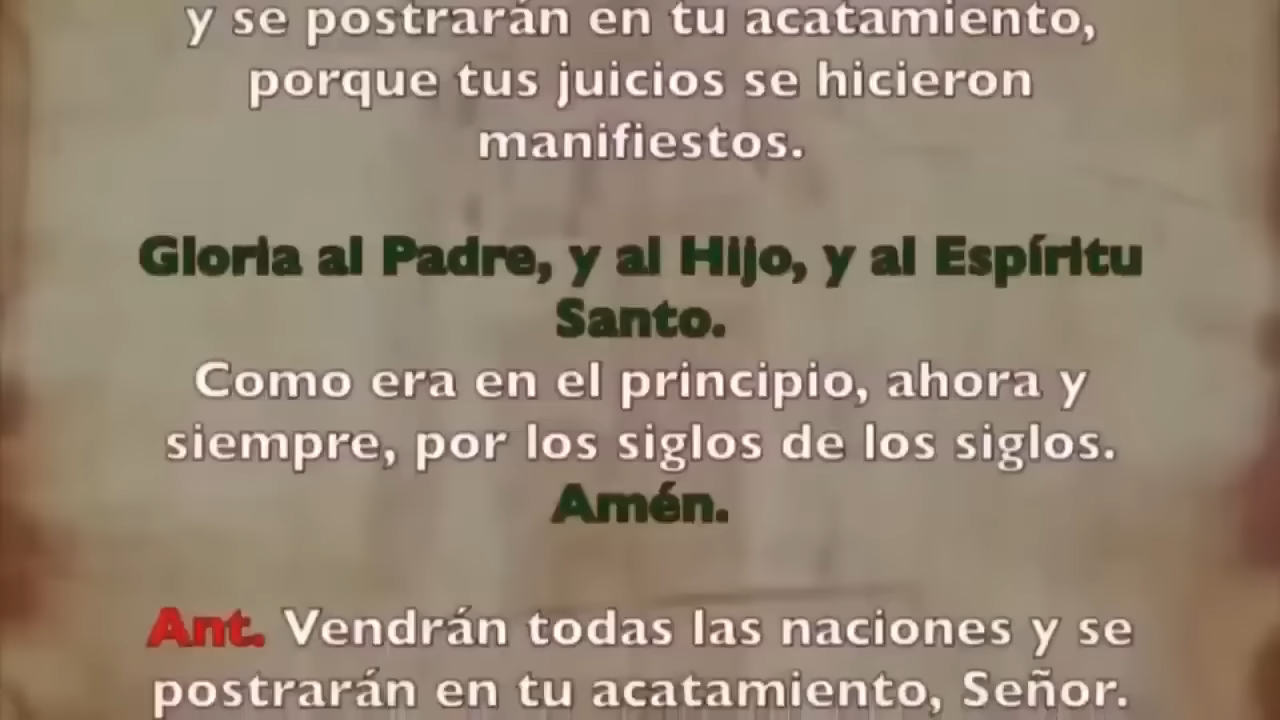 y se postrarán en tu acatamiento,
porque tus juicios se hicieron
manifiestos.
Gloria al Padre, y al Hijo, y al Espíritu
Santo.
Como era en el principio, ahora y
siempre, por los siglos de los siglos.
Amén.
Ant. Vendrán todas las naciones y se
postrarán en tu acatamiento, Señor.